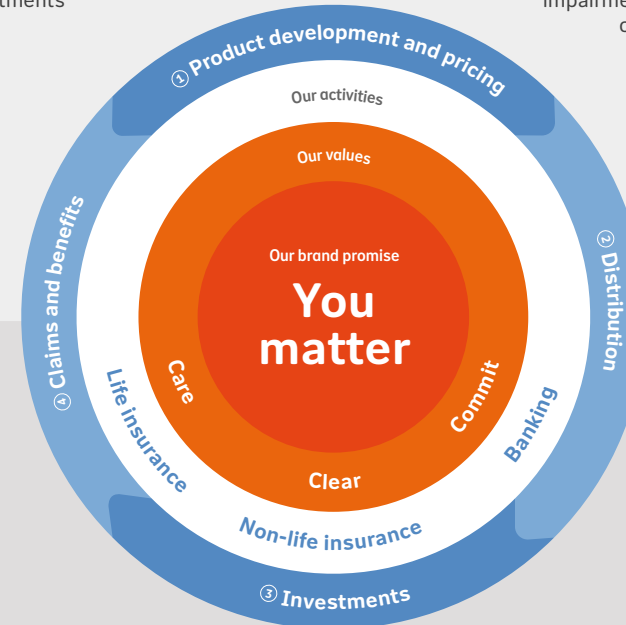 ① Product development and pricing
Our activities
Our values
Our brand promise
You
matter
Care
Clear
Commit
Life insurance
Non-life insurance
Banking
② Distribution
③ Investments
④ Claims and benefits